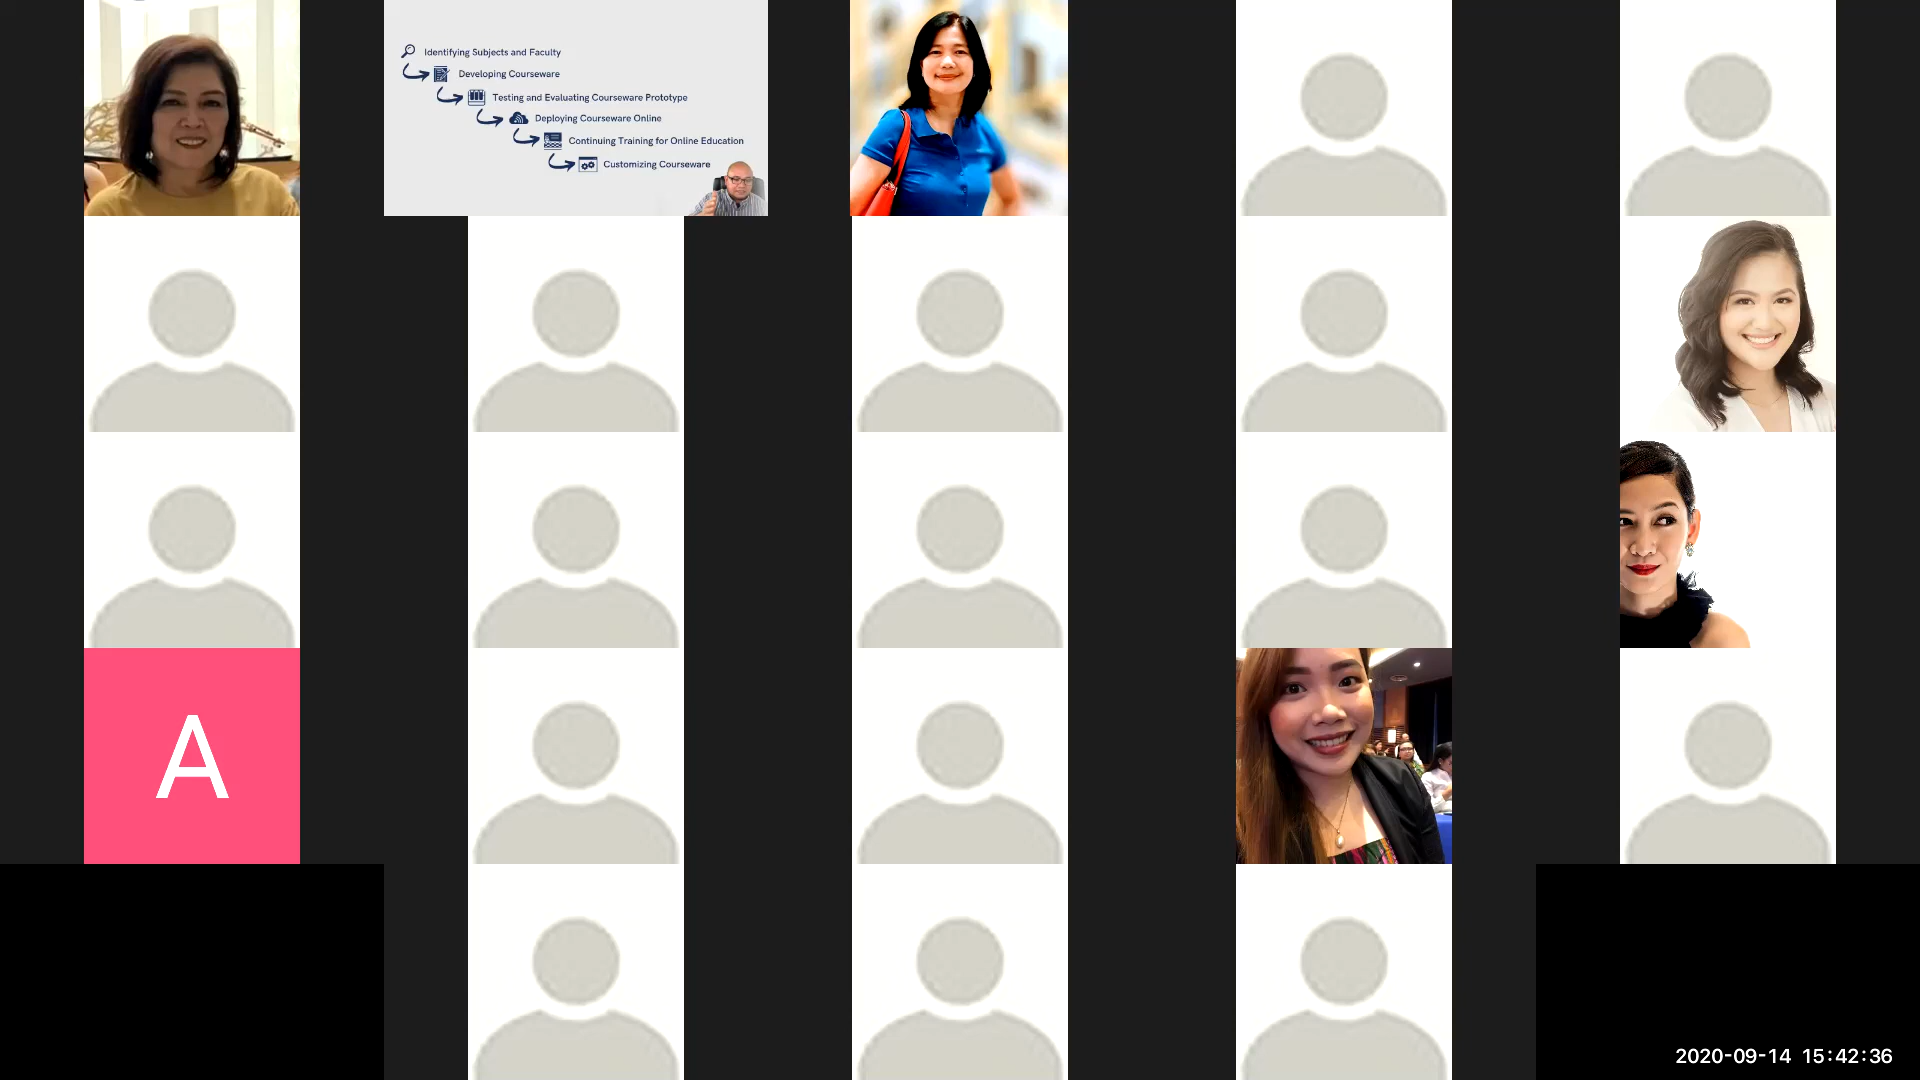 Identifying Subjects and Faculty
Developing Courseware
Testing and Evaluating Courseware Prototype
Deploying Courseware Online
Continuing Training for Online Education
Customizing Courseware
A
2020-09-14 15:42:36